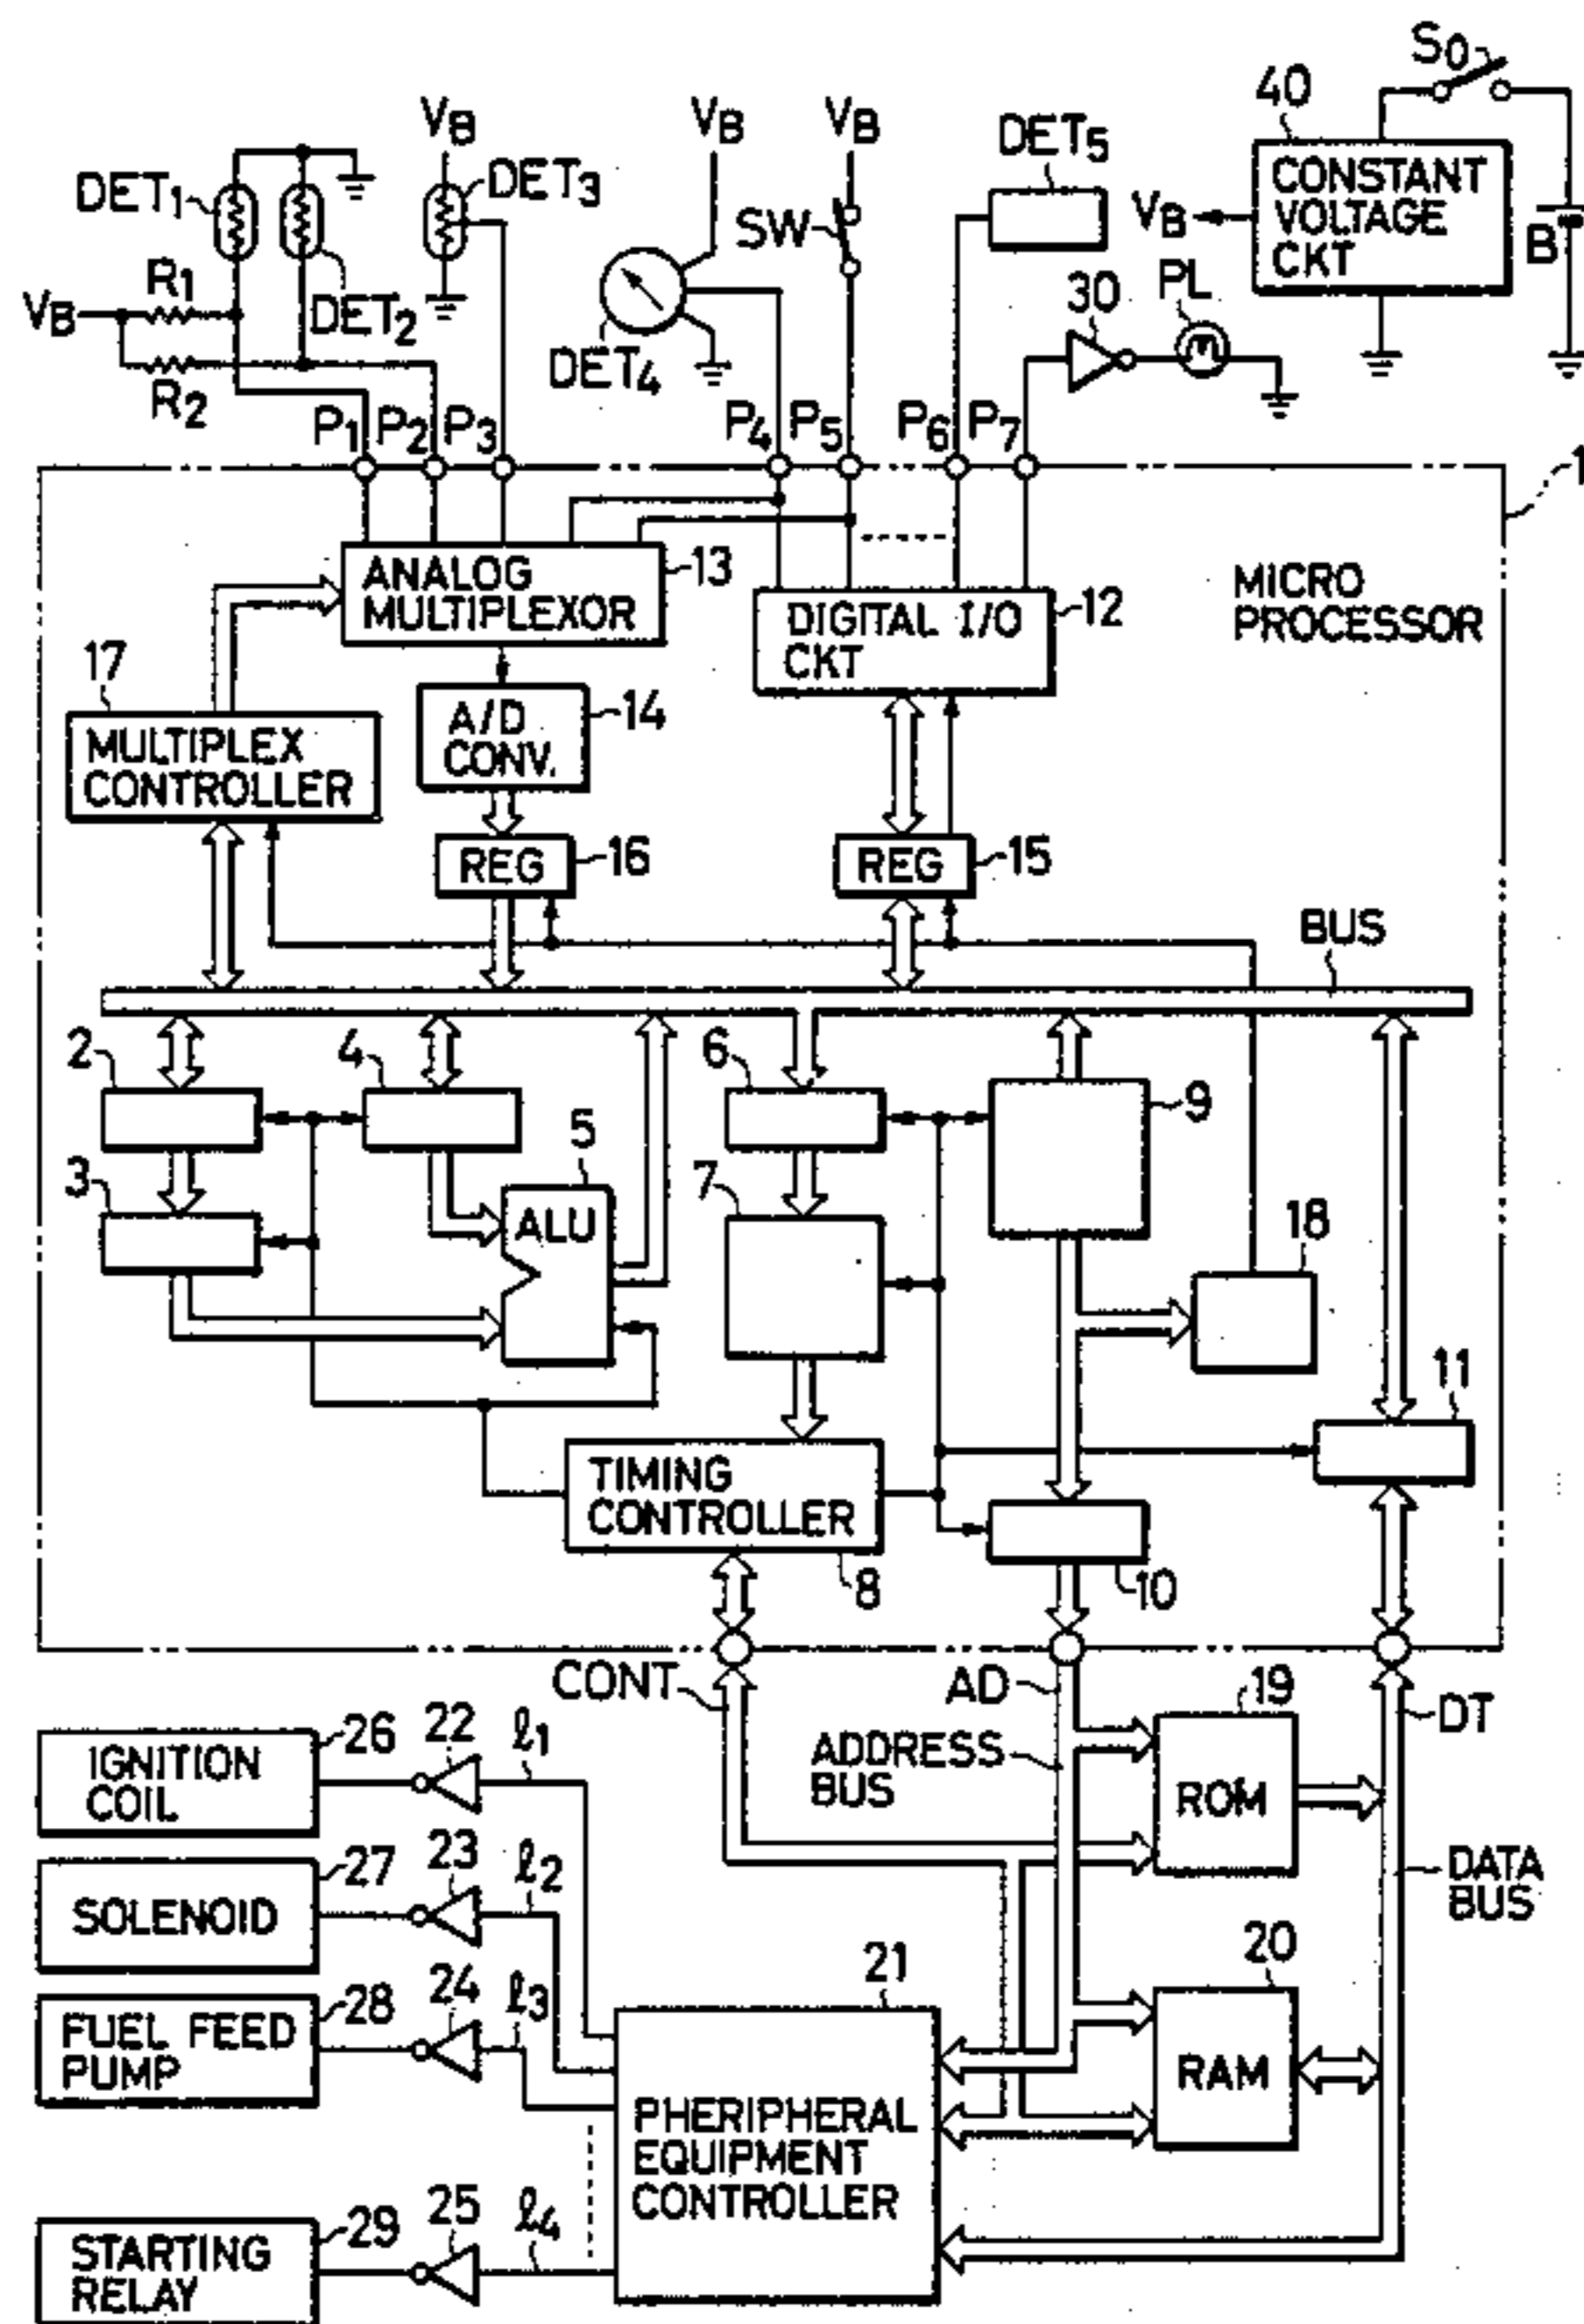 S0
40
VB
VB
VB
DET5
CONSTANT
VOLTAGE
CKT
DET1
DET3
SW
VB
B
R1
30
PL
VB
DET2
DET4
R2
P1
P2
P3
P4
P5
P6
P7
1
ANALOG
MULTIPLEXOR
13
DIGITAL I/O
CKT
12
MICRO
PROCESSOR
17
A/D
CONV.
14
MULTIPLEX
CONTROLLER
REG
16
REG
15
BUS
2
4
6
9
5
3
7
ALU
18
11
TIMING
CONTROLLER
8
10
CONT
AD
19
DT
26
22
ℓ1
IGNITION
COIL
ADDRESS
BUS
ROM
27
23
ℓ2
DATA
BUS
SOLENOID
21
20
28
24
ℓ3
FUEL FEED
PUMP
RAM
PHERIPHERAL
EQUIPMENT
CONTROLLER
29
25
ℓ4
STARTING
RELAY